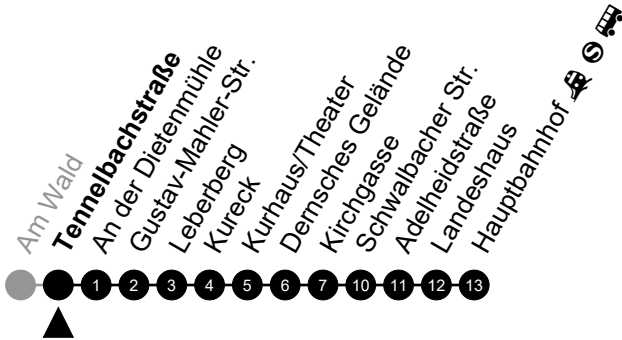 Am Wald
Tennelbachstraße
An der Dietenmühle
Gustav-Mahler-Str.
Leberberg
Kureck
Kurhaus/Theater
Dernsches Gelände
Kirchgasse
Schwalbacher Str.
Adelheidstraße
Landeshaus
Hauptbahnhof S
1 2 3 4 5 6 7 10 11 12 13